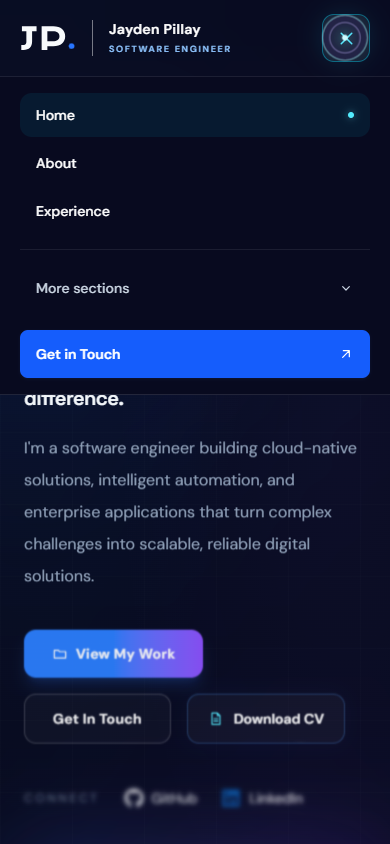 JP.
Jayden Pillay
SOFTWARE ENGINEER
Home
About
Experience
More sections
Get in Touch
difference.
I'm a software engineer building cloud-native
solutions, intelligent automation, and
enterprise applications that turn complex
challenges into scalable, reliable digital
solutions.
View My Work
Get In Touch
Download CV
CONNECT
GitHub
LinkedIn